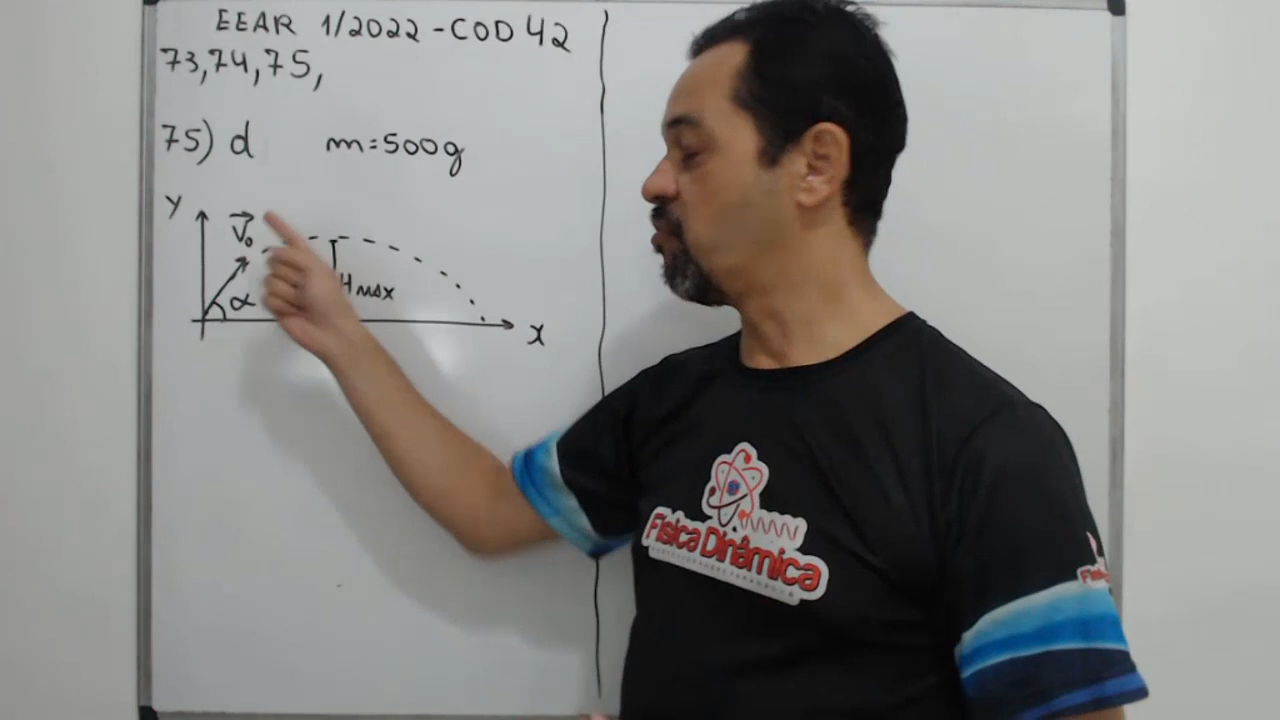 EEAR 1/2022-COD 42
73,74,75,
75) d m=500g
Y
V₀
α
Hmax
X
Física Dinâmica